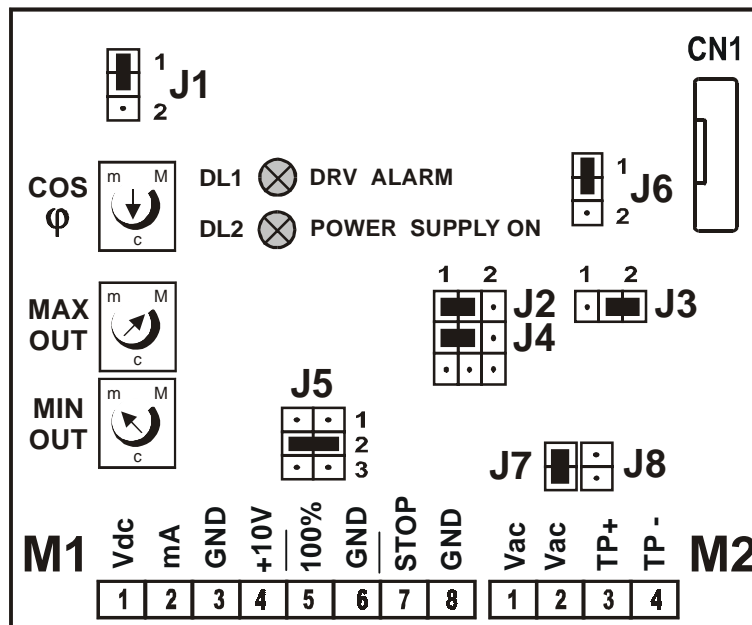 CN1
1
2
J1
COS
φ
m M
c
DL1 DRV ALARM
DL2 POWER SUPPLY ON
1
2
J6
MAX
OUT
m M
c
1 2
J2
J4
1 2
J3
MIN
OUT
m M
c
J5
1
2
3
J7 J8
M1
Vdc
mA
GND
+10V
100%
GND
STOP
GND
Vac
Vac
TP+
TP -
M2
1 2 3 4 5 6 7 8
1 2 3 4